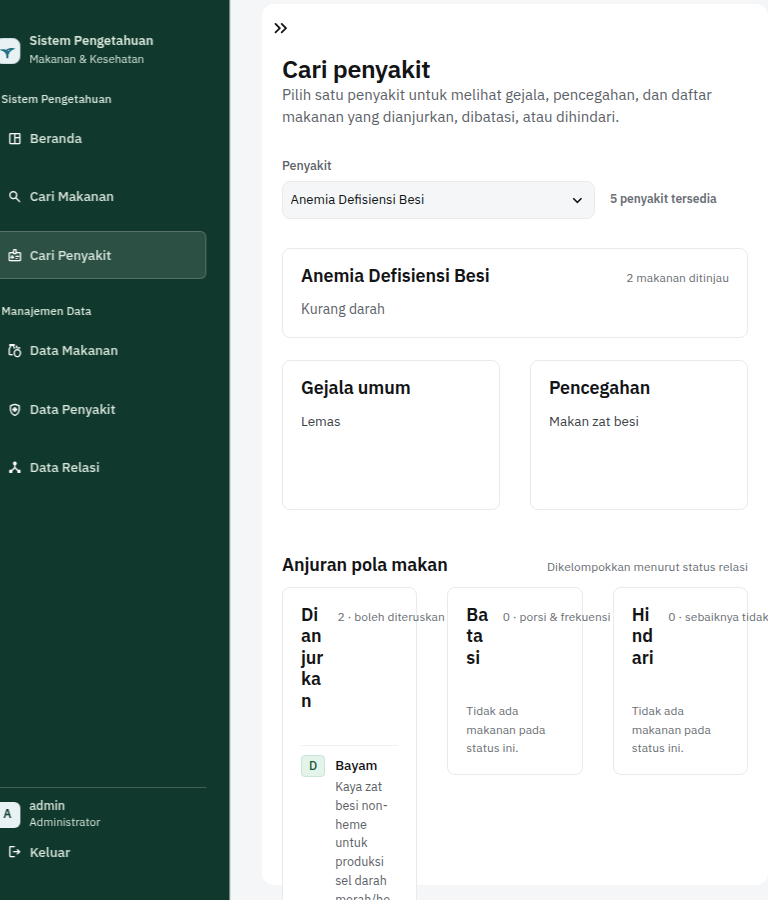 Sistem Pengetahuan
Makanan & Kesehatan
Sistem Pengetahuan
Beranda
Cari Makanan
Cari Penyakit
Manajemen Data
Data Makanan
Data Penyakit
Data Relasi
A
admin
Administrator
Keluar
Cari penyakit
Pilih satu penyakit untuk melihat gejala, pencegahan, dan daftar
makanan yang dianjurkan, dibatasi, atau dihindari.
Penyakit
Anemia Defisiensi Besi
5 penyakit tersedia
Anemia Defisiensi Besi
2 makanan ditinjau
Kurang darah
Gejala umum
Lemas
Pencegahan
Makan zat besi
Anjuran pola makan
Dikelompokkan menurut status relasi
Di
an
jur
ka
n
2 · boleh diteruskan
D
Bayam
Kaya zat
besi non-
heme
untuk
produksi
sel darah
merah/he
Ba
ta
si
0 · porsi & frekuensi
Tidak ada
makanan pada
status ini.
Hi
nd
ari
0 · sebaiknya tidak
Tidak ada
makanan pada
status ini.